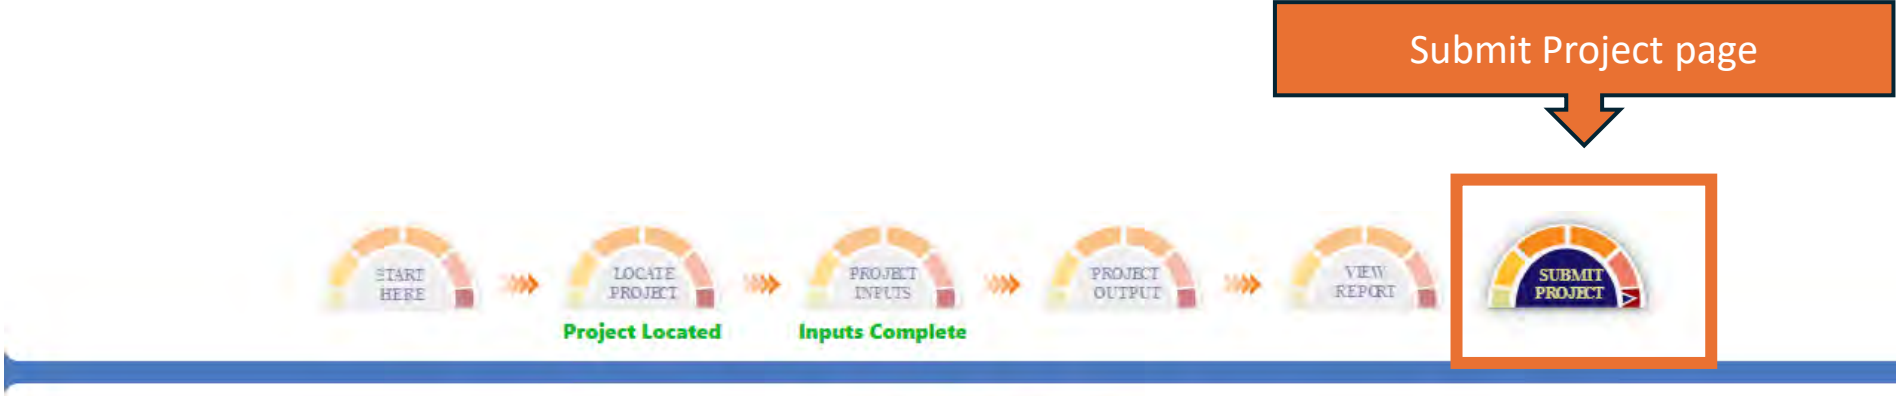 Submit Project page
START
HERE
LOCATE
PROJECT
PROJECT
INPUTS
PROJECT
OUTPUT
VIEW
REPORT
SUBMIT
PROJECT
Project Located
Inputs Complete